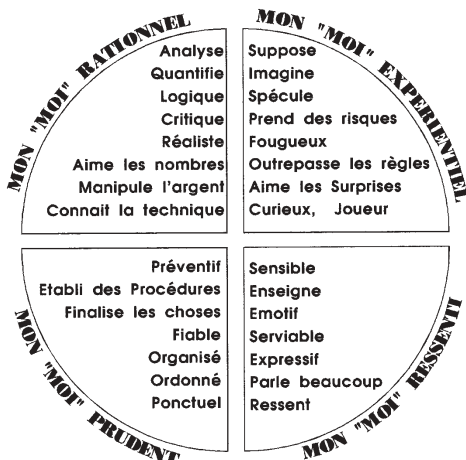 MON "MOI" RATIONNEL
Analyse
Quantifie
Logique
Critique
Réaliste
Aime les nombres
Manipule l'argent
Connait la technique
MON "MOI" EXPERIENTIEL
Suppose
Imagine
Spécule
Prend des risques
Fougueux
Outrepasse les règles
Aime les Surprises
Curieux, Joueur
MON "MOI" PRUDENT
Préventif
Etabli des Procédures
Finalise les choses
Fiable
Organisé
Ordonné
Ponctuel
MON "MOI" RESSENTI
Sensible
Enseigne
Emotif
Serviable
Expressif
Parle beaucoup
Ressent